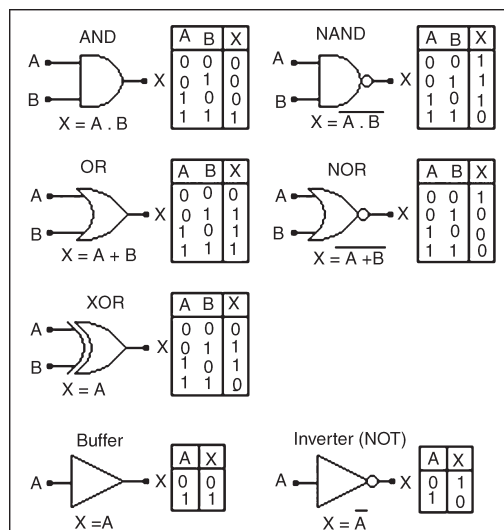 AND
A B X
A
0 0 0
0 1 0
X
1 0 0
B
1 1 1
X = A . B
NAND
A B X
A
0 0 1
0 1 1
X
1 0 1
B
1 1 0
X = A̅ ̅.̅ ̅B̅
OR
A B X
A
0 0 0
0 1 1
X
1 0 1
B
1 1 1
X = A + B
NOR
A B X
A
0 0 1
0 1 0
X
1 0 0
B
1 1 0
X = A̅ ̅+̅B̅
XOR
A B X
A
0 0 0
0 1 1
X
1 0 1
B
1 1 0
X = A
Buffer
A X
A
X
0 0
1 1
X =A
Inverter (NOT)
A X
A
X
0 1
1 0
X = A̅